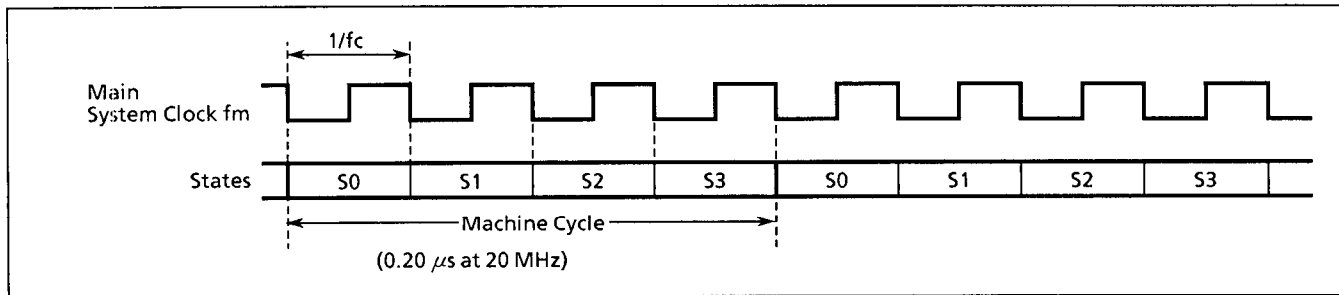 1/fc
Main
System Clock fm
States S0 S1 S2 S3 S0 S1 S2 S3
Machine Cycle
(0.20 μs at 20 MHz)